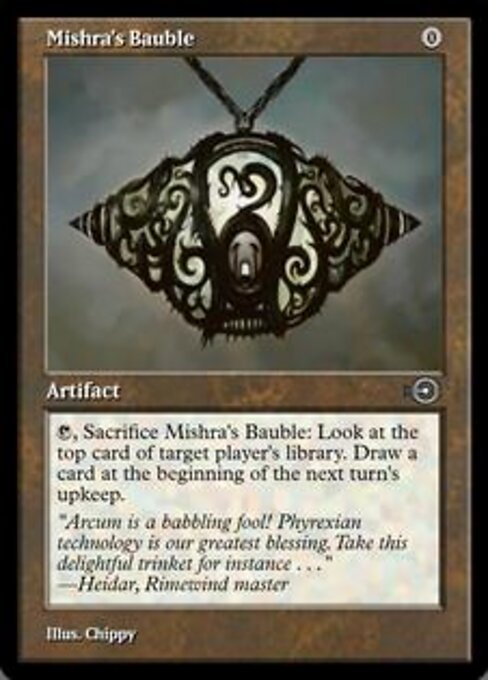 Mishra's Bauble 0
Artifact
, Sacrifice Mishra's Bauble: Look at the
top card of target player's library. Draw a
card at the beginning of the next turn's
upkeep.
"Arcum is a babbling fool! Phyrexian
technology is our greatest blessing. Take this
delightful trinket for instance . . ."
—Heidar, Rimewind master
Illus. Chippy